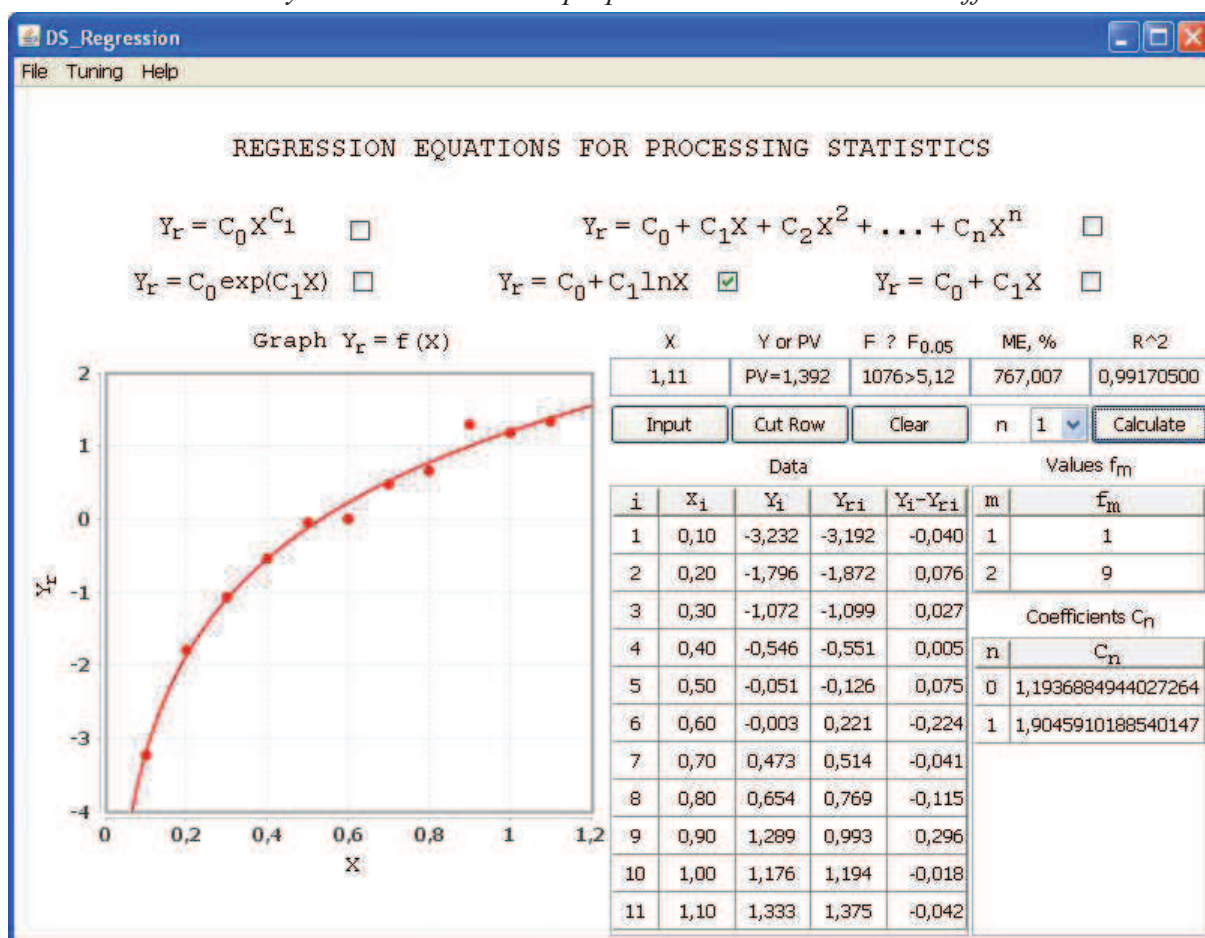 DS_Regression
File Tuning Help
REGRESSION EQUATIONS FOR PROCESSING STATISTICS
Yr = C0X^C1
Yr = C0 + C1X + C2X^2 + ... + CnX^n
Yr = C0exp(C1X)
Yr = C0 + C1lnX
Yr = C0 + C1X
Graph Yr = f(X)
Yr
2
1
0
-1
-2
-3
-4
0 0,2 0,4 0,6 0,8 1 1,2
X
X Y or PV F ? F0.05 ME, % R^2
1,11 PV=1,392 1076>5,12 767,007 0,99170500
Input Cut Row Clear n 1 Calculate
Data
i Xi Yi Yri Yi-Yri
1 0,10 -3,232 -3,192 -0,040
2 0,20 -1,796 -1,872 0,076
3 0,30 -1,072 -1,099 0,027
4 0,40 -0,546 -0,551 0,005
5 0,50 -0,051 -0,126 0,075
6 0,60 -0,003 0,221 -0,224
7 0,70 0,473 0,514 -0,041
8 0,80 0,654 0,769 -0,115
9 0,90 1,289 0,993 0,296
10 1,00 1,176 1,194 -0,018
11 1,10 1,333 1,375 -0,042
Values fm
m fm
1 1
2 9
Coefficients Cn
n Cn
0 1,1936884944027264
1 1,9045910188540147